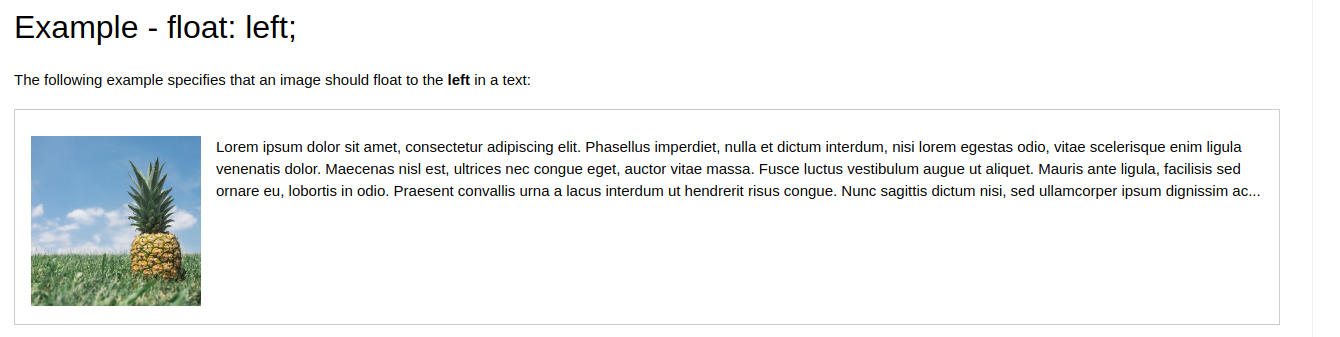 Example - float: left;
The following example specifies that an image should float to the left in a text:
Lorem ipsum dolor sit amet, consectetur adipiscing elit. Phasellus imperdiet, nulla et dictum interdum, nisi lorem egestas odio, vitae scelerisque enim ligula
venenatis dolor. Maecenas nisl est, ultrices nec congue eget, auctor vitae massa. Fusce luctus vestibulum augue ut aliquet. Mauris ante ligula, facilisis sed
ornare eu, lobortis in odio. Praesent convallis urna a lacus interdum ut hendrerit risus congue. Nunc sagittis dictum nisi, sed ullamcorper ipsum dignissim ac...